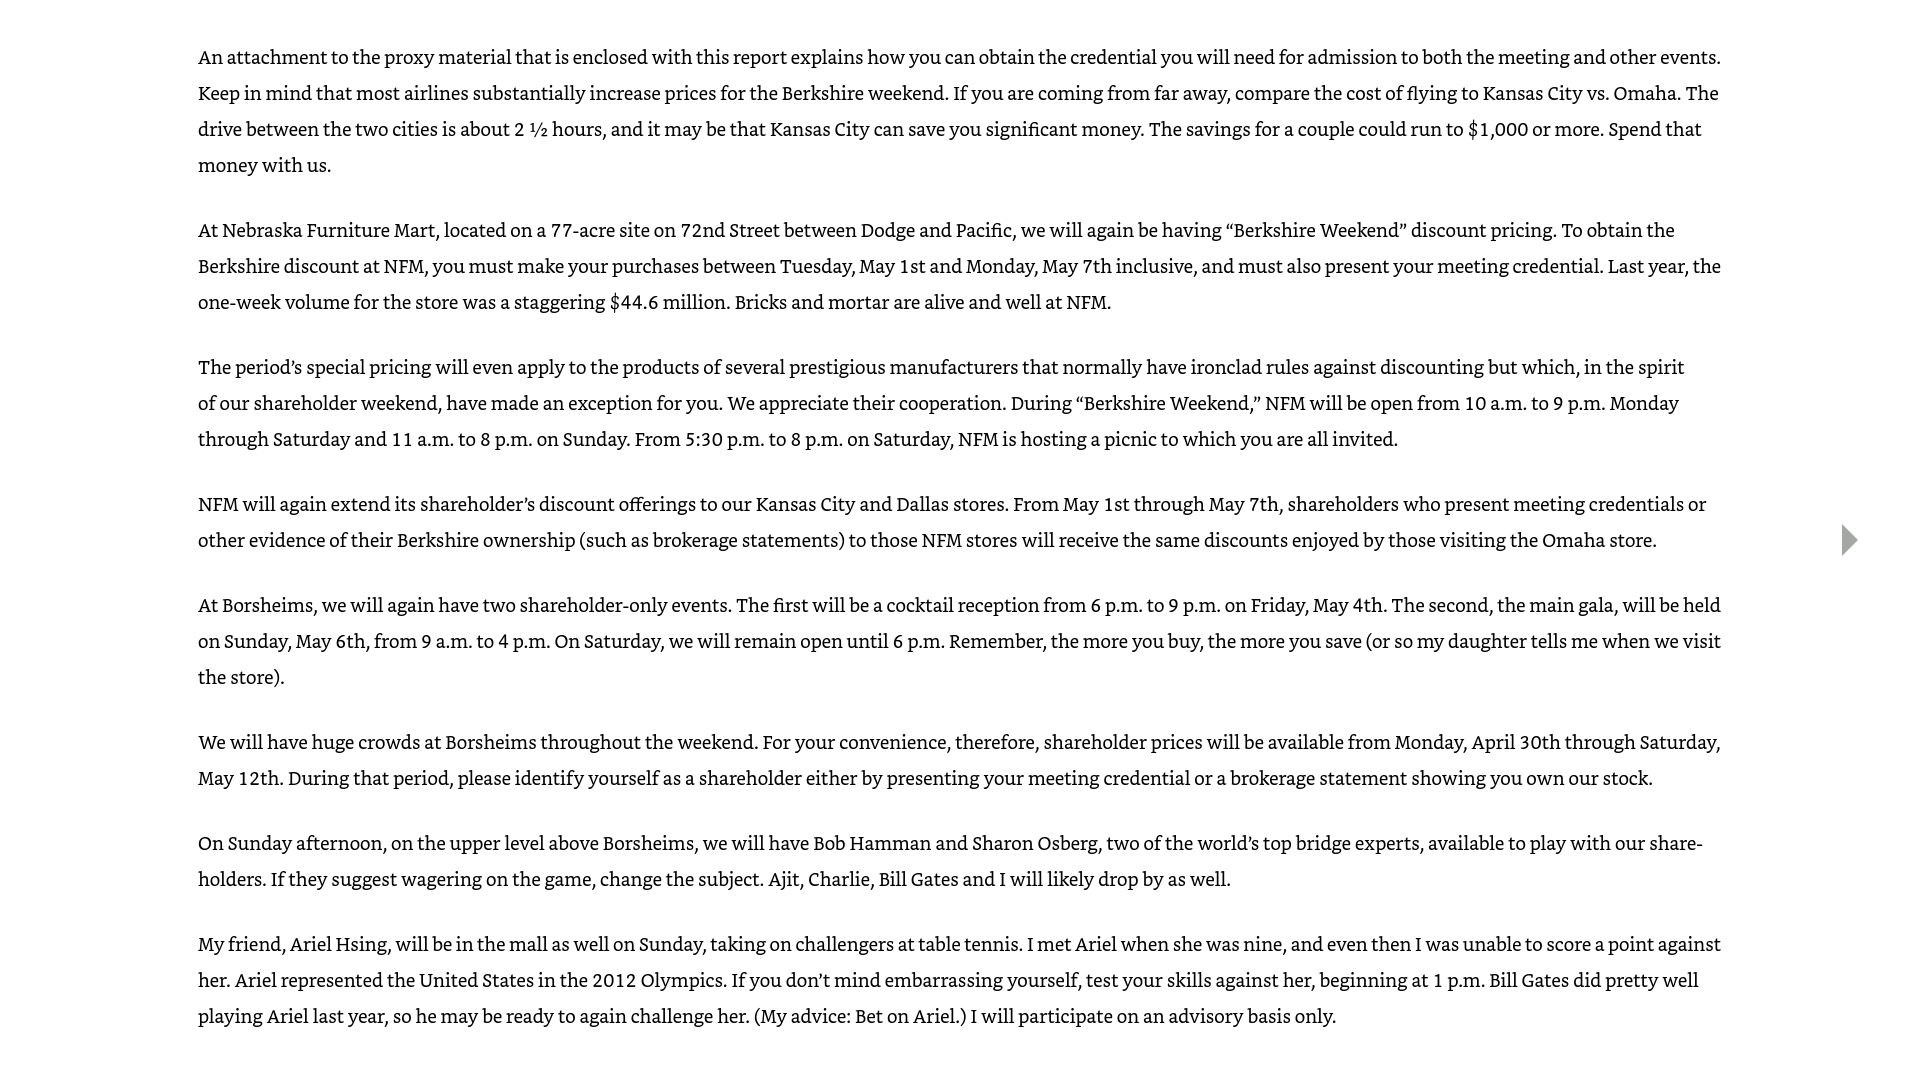 An attachment to the proxy material that is enclosed with this report explains how you can obtain the credential you will need for admission to both the meeting and other events.
Keep in mind that most airlines substantially increase prices for the Berkshire weekend. If you are coming from far away, compare the cost of flying to Kansas City vs. Omaha. The
drive between the two cities is about 2 ½ hours, and it may be that Kansas City can save you significant money. The savings for a couple could run to $1,000 or more. Spend that
money with us.
At Nebraska Furniture Mart, located on a 77-acre site on 72nd Street between Dodge and Pacific, we will again be having “Berkshire Weekend” discount pricing. To obtain the
Berkshire discount at NFM, you must make your purchases between Tuesday, May 1st and Monday, May 7th inclusive, and must also present your meeting credential. Last year, the
one-week volume for the store was a staggering $44.6 million. Bricks and mortar are alive and well at NFM.
The period’s special pricing will even apply to the products of several prestigious manufacturers that normally have ironclad rules against discounting but which, in the spirit
of our shareholder weekend, have made an exception for you. We appreciate their cooperation. During “Berkshire Weekend,” NFM will be open from 10 a.m. to 9 p.m. Monday
through Saturday and 11 a.m. to 8 p.m. on Sunday. From 5:30 p.m. to 8 p.m. on Saturday, NFM is hosting a picnic to which you are all invited.
NFM will again extend its shareholder’s discount offerings to our Kansas City and Dallas stores. From May 1st through May 7th, shareholders who present meeting credentials or
other evidence of their Berkshire ownership (such as brokerage statements) to those NFM stores will receive the same discounts enjoyed by those visiting the Omaha store.
At Borsheims, we will again have two shareholder-only events. The first will be a cocktail reception from 6 p.m. to 9 p.m. on Friday, May 4th. The second, the main gala, will be held
on Sunday, May 6th, from 9 a.m. to 4 p.m. On Saturday, we will remain open until 6 p.m. Remember, the more you buy, the more you save (or so my daughter tells me when we visit
the store).
We will have huge crowds at Borsheims throughout the weekend. For your convenience, therefore, shareholder prices will be available from Monday, April 30th through Saturday,
May 12th. During that period, please identify yourself as a shareholder either by presenting your meeting credential or a brokerage statement showing you own our stock.
On Sunday afternoon, on the upper level above Borsheims, we will have Bob Hamman and Sharon Osberg, two of the world’s top bridge experts, available to play with our share-
holders. If they suggest wagering on the game, change the subject. Ajit, Charlie, Bill Gates and I will likely drop by as well.
My friend, Ariel Hsing, will be in the mall as well on Sunday, taking on challengers at table tennis. I met Ariel when she was nine, and even then I was unable to score a point against
her. Ariel represented the United States in the 2012 Olympics. If you don’t mind embarrassing yourself, test your skills against her, beginning at 1 p.m. Bill Gates did pretty well
playing Ariel last year, so he may be ready to again challenge her. (My advice: Bet on Ariel.) I will participate on an advisory basis only.